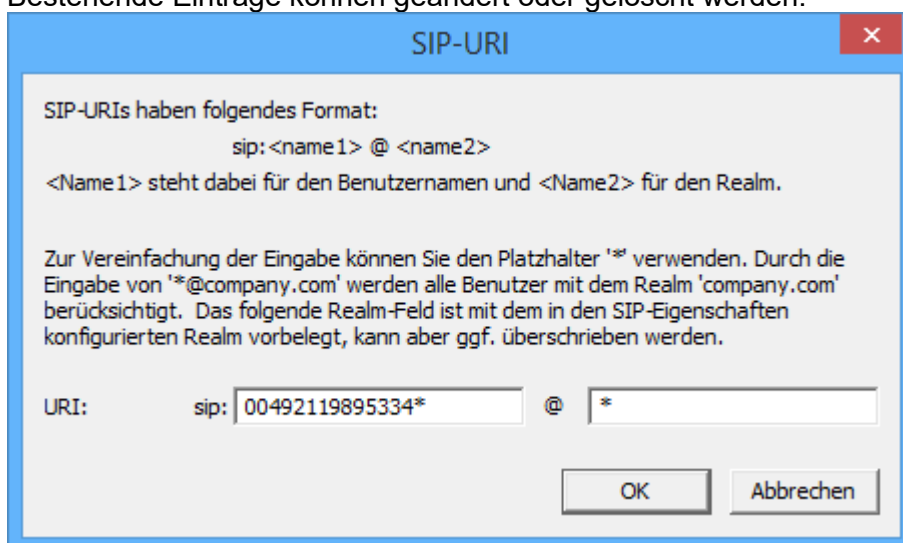 Bestehende Einträge können geändert oder gelöscht werden.
SIP-URI
SIP-URIs haben folgendes Format:
sip:<name1> @ <name2>
<Name1> steht dabei für den Benutzernamen und <Name2> für den Realm.
Zur Vereinfachung der Eingabe können Sie den Platzhalter '*' verwenden. Durch die
Eingabe von '*@company.com' werden alle Benutzer mit dem Realm 'company.com'
berücksichtigt. Das folgende Realm-Feld ist mit dem in den SIP-Eigenschaften
konfigurierten Realm vorbelegt, kann aber ggf. überschrieben werden.
URI: sip: 00492119895334* @ *
OK Abbrechen